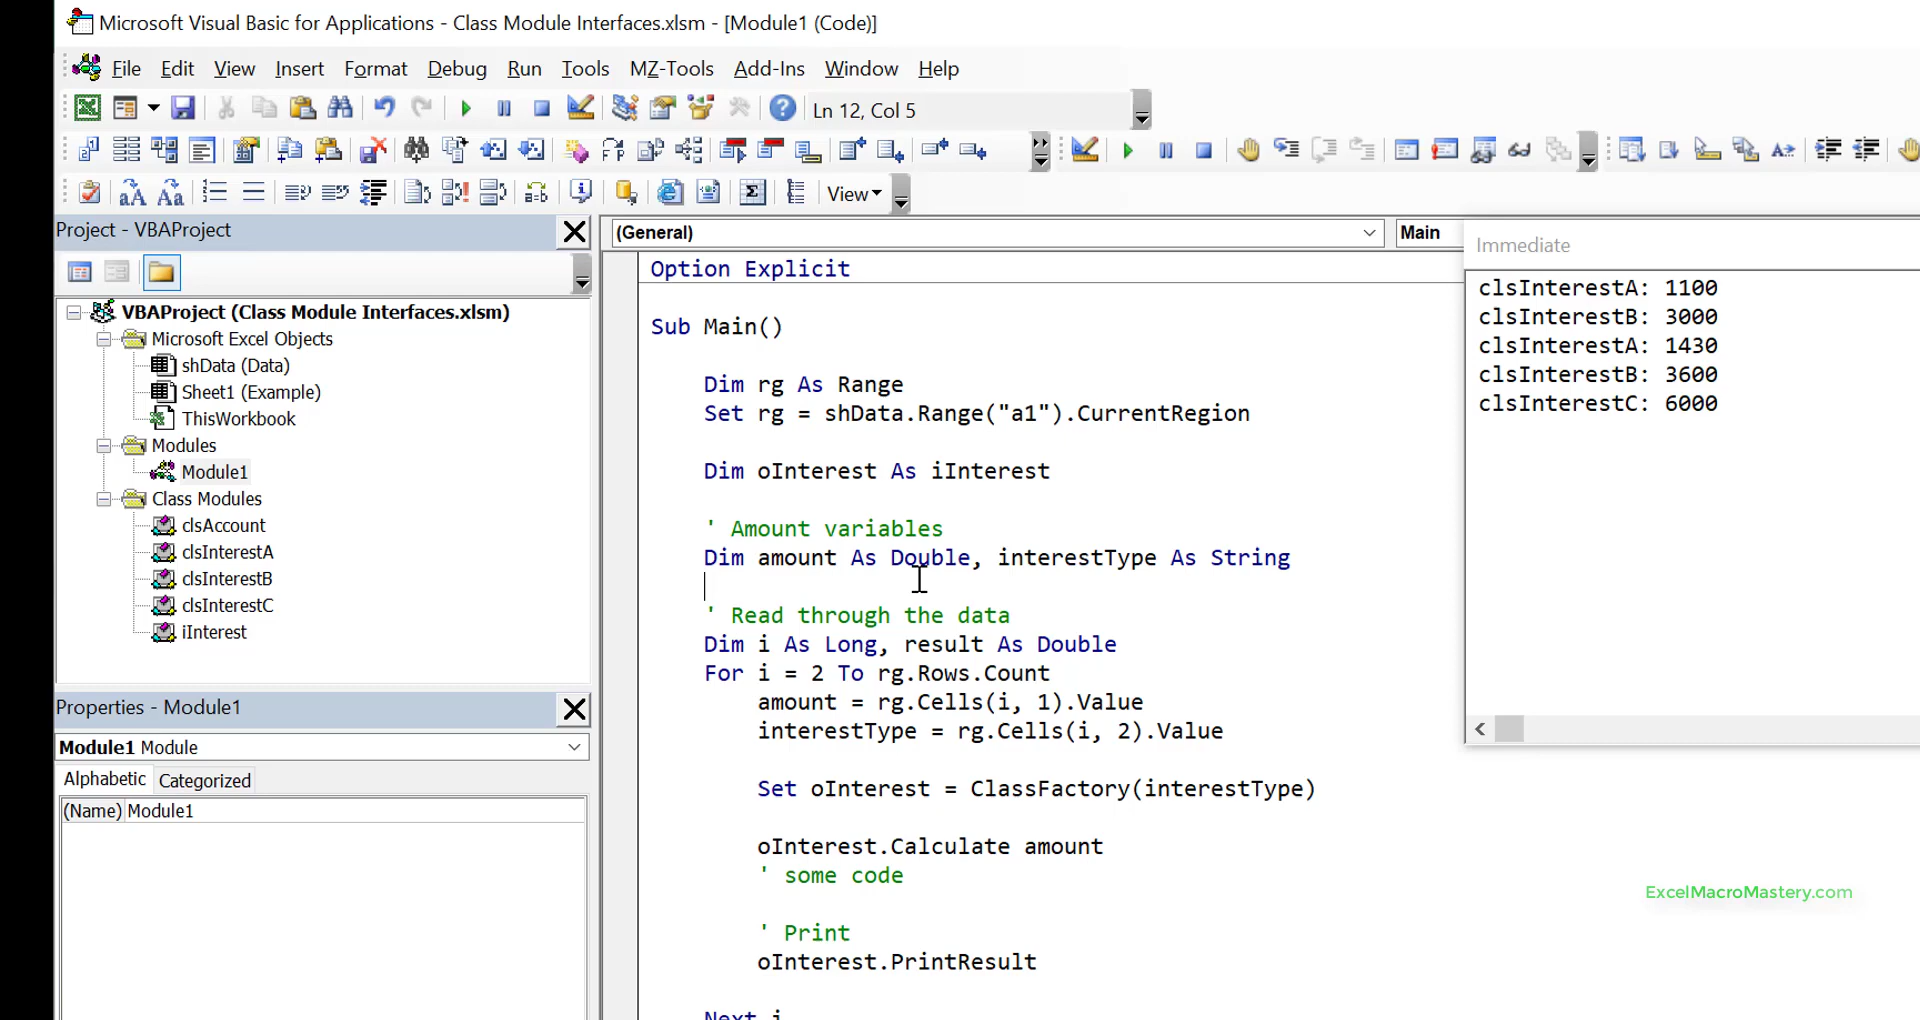 Microsoft Visual Basic for Applications - Class Module Interfaces.xlsm - [Module1 (Code)]
File Edit View Insert Format Debug Run Tools MZ-Tools Add-Ins Window Help
Ln 12, Col 5
View
Project - VBAProject
VBAProject (Class Module Interfaces.xlsm)
Microsoft Excel Objects
shData (Data)
Sheet1 (Example)
ThisWorkbook
Modules
Module1
Class Modules
clsAccount
clsInterestA
clsInterestB
clsInterestC
iInterest
Properties - Module1
Module1 Module
Alphabetic Categorized
(Name) Module1
(General)
Main
Option Explicit
Sub Main()
Dim rg As Range
Set rg = shData.Range("a1").CurrentRegion
Dim oInterest As iInterest
' Amount variables
Dim amount As Double, interestType As String
' Read through the data
Dim i As Long, result As Double
For i = 2 To rg.Rows.Count
amount = rg.Cells(i, 1).Value
interestType = rg.Cells(i, 2).Value
Set oInterest = ClassFactory(interestType)
oInterest.Calculate amount
' some code
' Print
oInterest.PrintResult
Next i
Immediate
clsInterestA: 1100
clsInterestB: 3000
clsInterestA: 1430
clsInterestB: 3600
clsInterestC: 6000
ExcelMacroMastery.com